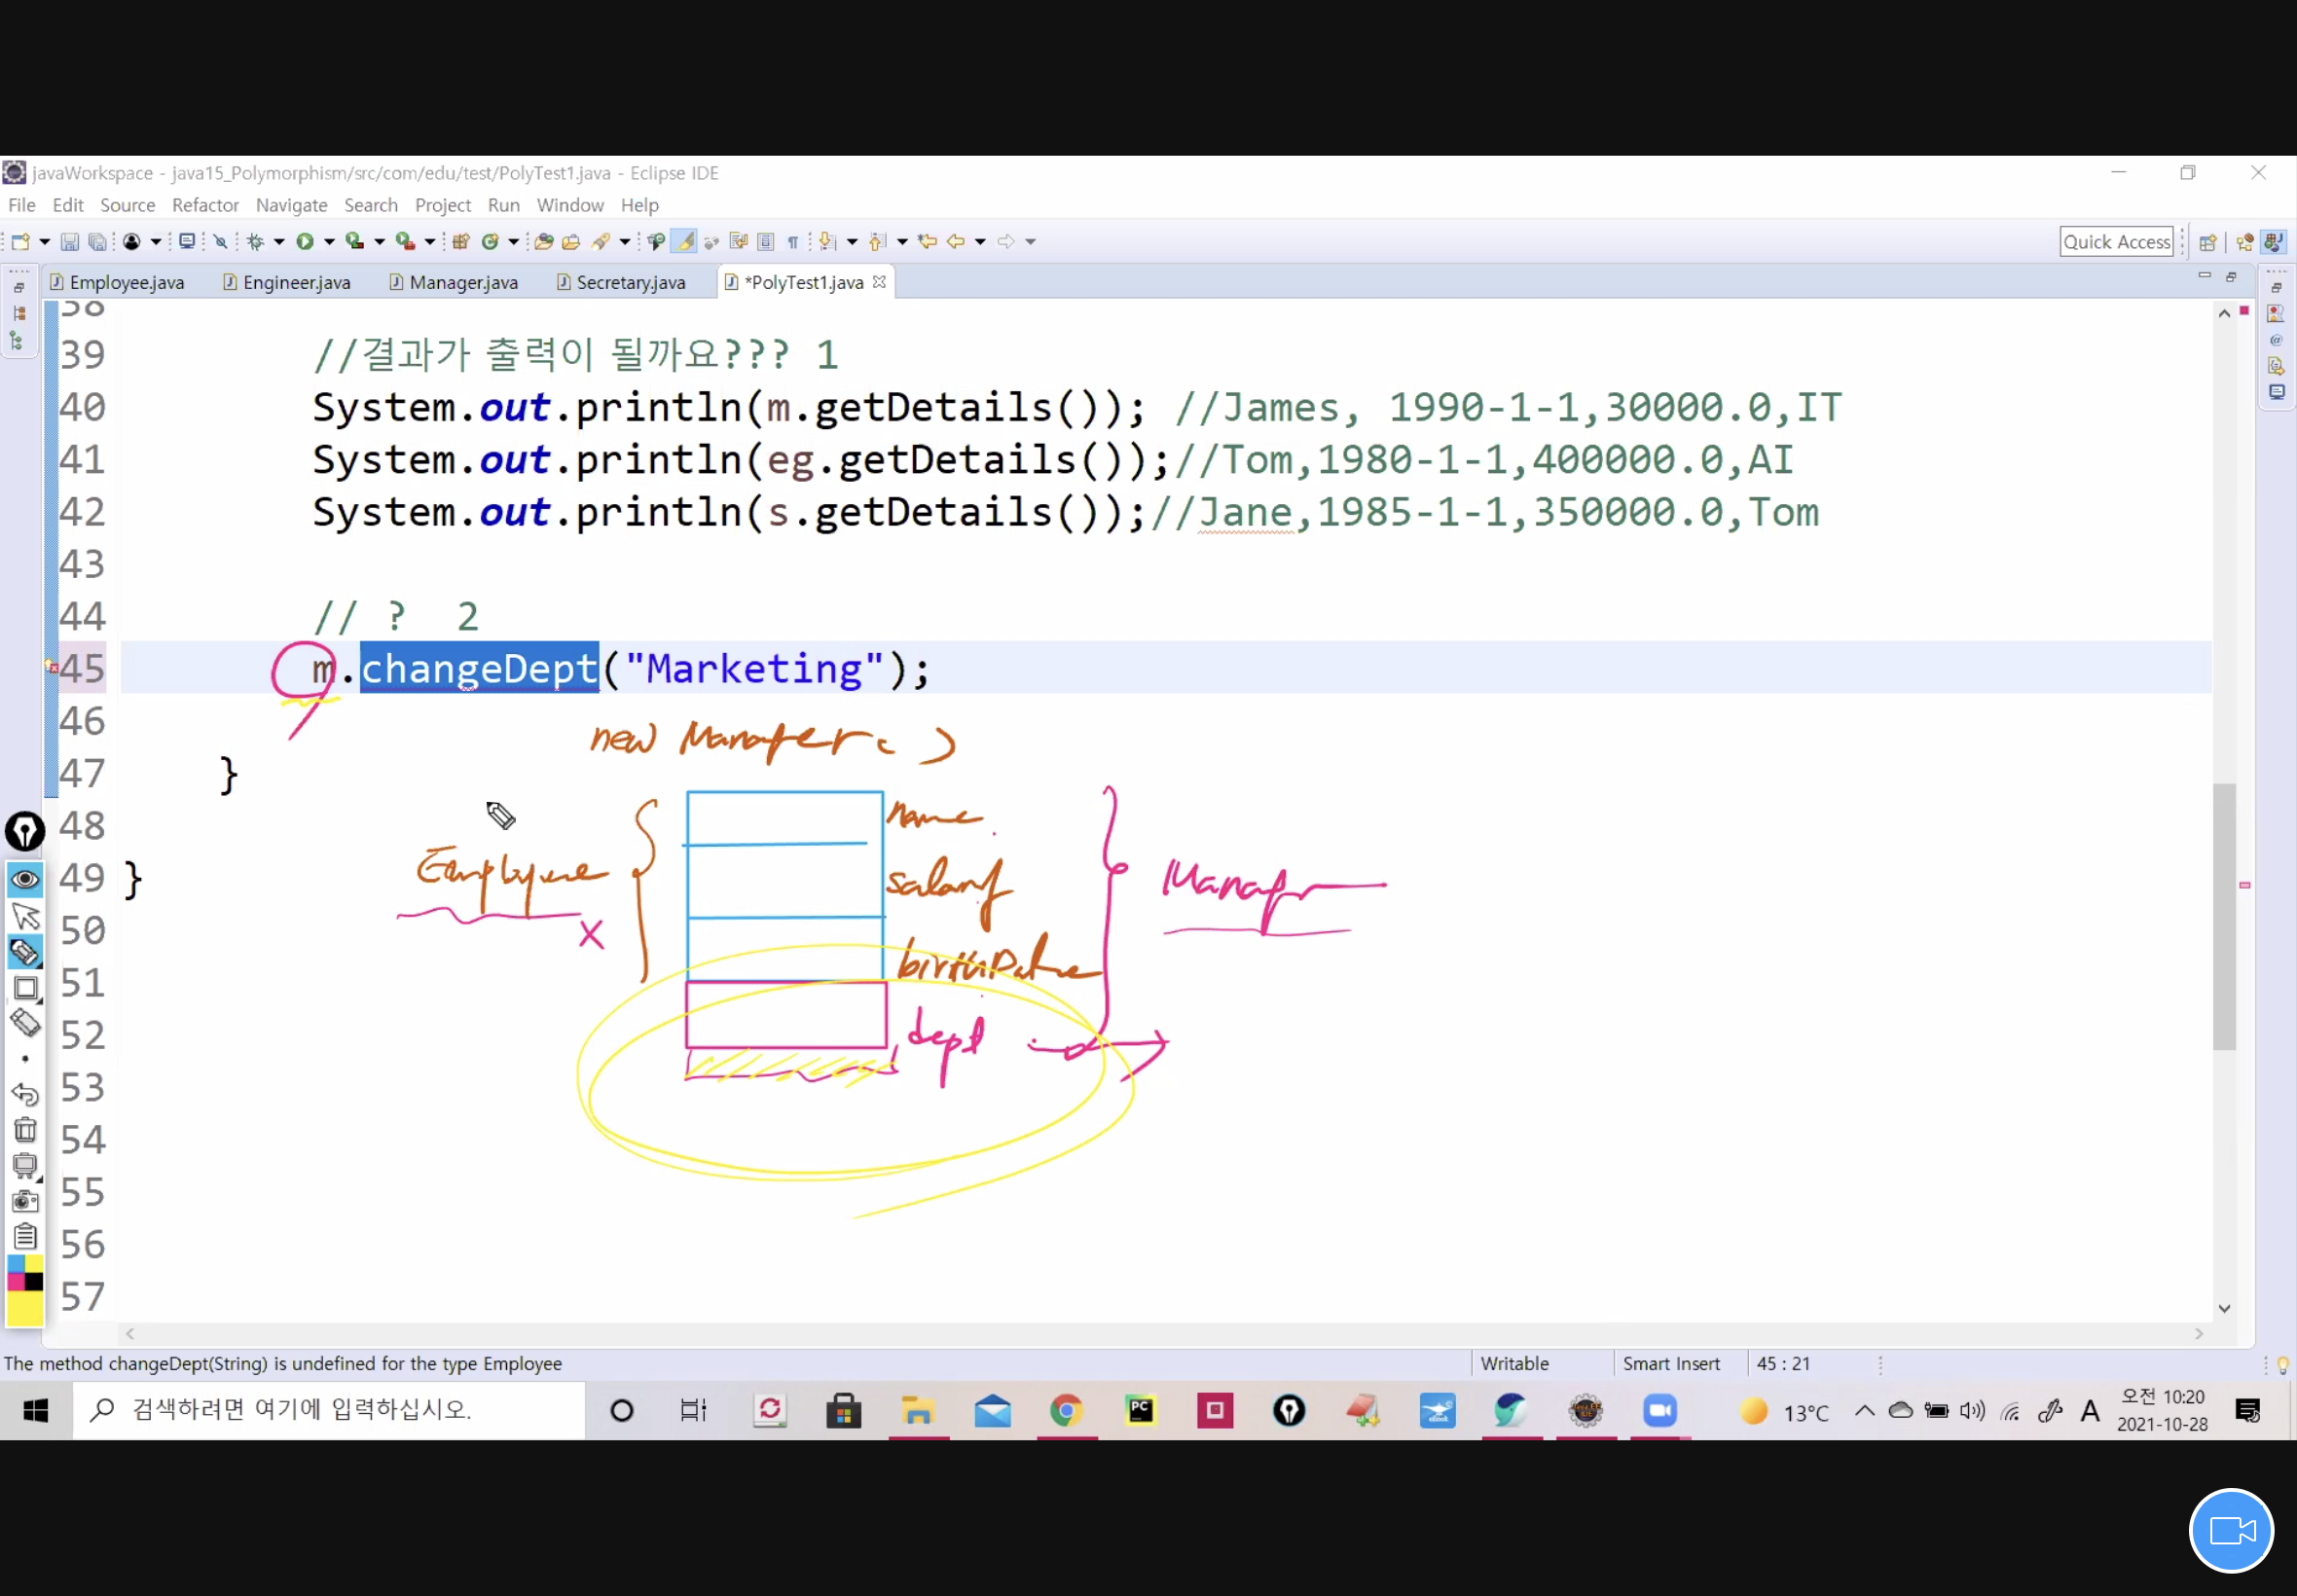 javaWorkspace - java15_Polymorphism/src/com/edu/test/PolyTest1.java - Eclipse IDE
File Edit Source Refactor Navigate Search Project Run Window Help
Quick Access
Employee.java Engineer.java Manager.java Secretary.java *PolyTest1.java
38
39 //결과가 출력이 될까요??? 1
40 System.out.println(m.getDetails()); //James, 1990-1-1,30000.0,IT
41 System.out.println(eg.getDetails());//Tom,1980-1-1,400000.0,AI
42 System.out.println(s.getDetails());//Jane,1985-1-1,350000.0,Tom
43
44 // ? 2
45 m.changeDept("Marketing");
46
new Manager( )
47 }
48
name
Employee
49 }
salary
Manager
50
X
birthDate
51
52
dept
53
54
55
56
57
The method changeDept(String) is undefined for the type Employee
Writable Smart Insert 45 : 21
검색하려면 여기에 입력하십시오.
PC
eBook
13°C
A
오전 10:20
2021-10-28